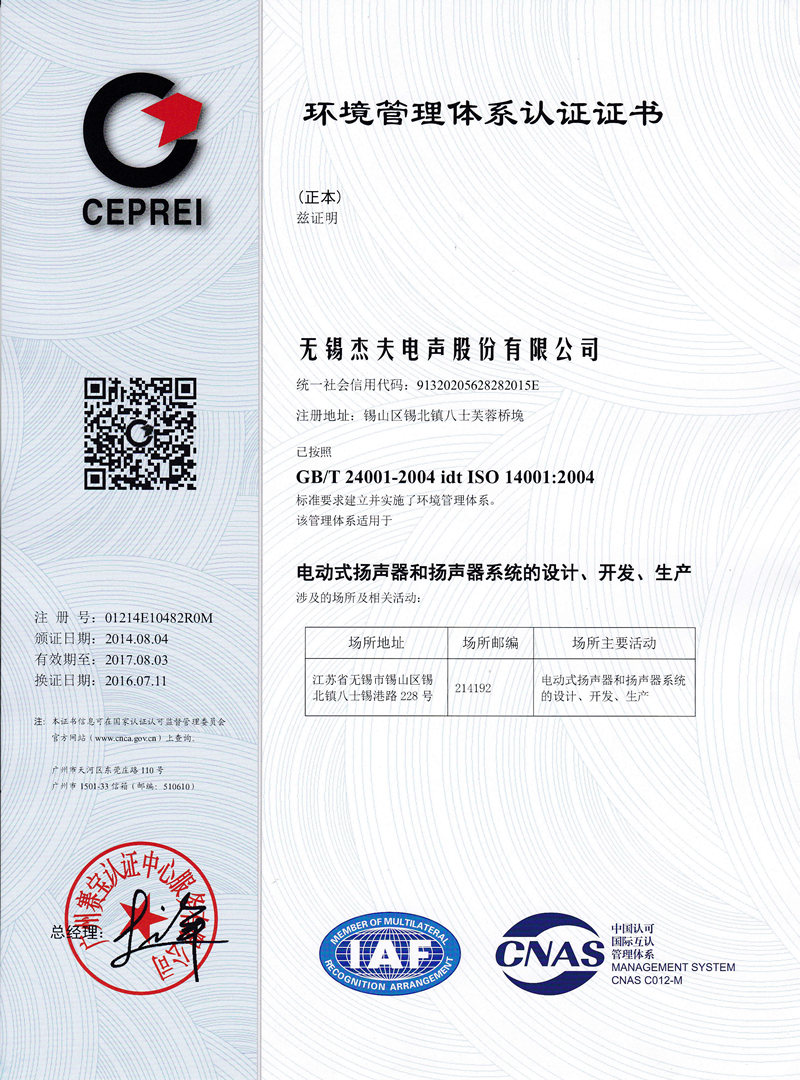 CEPREI
环境管理体系认证证书
(正本)
兹证明
无锡杰夫电声股份有限公司
统一社会信用代码：91320205628282015E
注册地址：锡山区锡北镇八士芙蓉桥堍
已按照
GB/T 24001-2004 idt ISO 14001:2004
标准要求建立并实施了环境管理体系。
该管理体系适用于
电动式扬声器和扬声器系统的设计、开发、生产
涉及的场所及相关活动：
场所地址 场所邮编 场所主要活动
江苏省无锡市锡山区锡 214192 电动式扬声器和扬声器系统
北镇八士锡港路 228 号 的设计、开发、生产
注 册 号：01214E10482R0M
颁证日期：2014.08.04
有效期至：2017.08.03
换证日期：2016.07.11
注：本证书信息可在国家认证认可监督管理委员会
官方网站（www.cnca.gov.cn）上查询。
广州市天河区东莞庄路 110 号
广州市 1501-33 信箱（邮编：510610）
广州赛宝认证中心服务有限公司
总经理：
MEMBER OF MULTILATERAL
IAF
RECOGNITION ARRANGEMENT
CNAS
中国认可
国际互认
管理体系
MANAGEMENT SYSTEM
CNAS C012-M